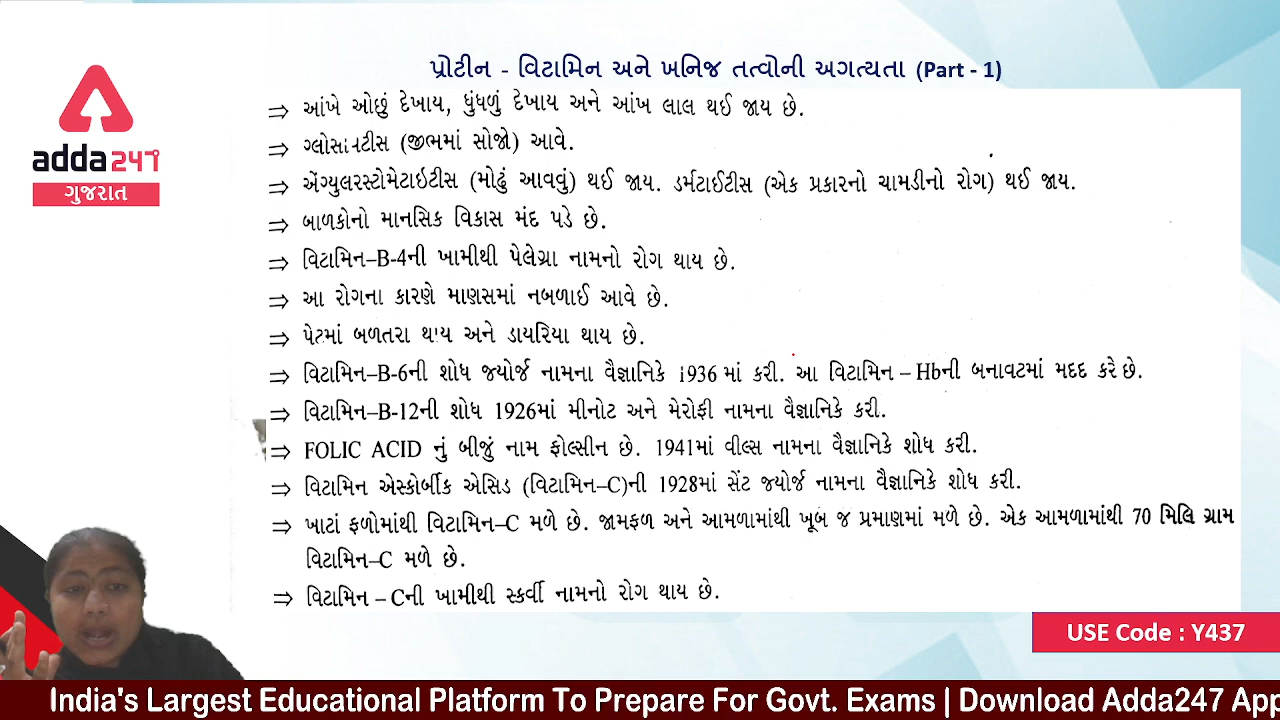 પ્રોટીન - વિટામિન અને ખનિજ તત્વોની અગત્યતા (Part - 1)
adda247
ગુજરાત
⇒ આંખે ઓછું દેખાય, ધુંધળું દેખાય અને આંખ લાલ થઈ જાય છે.
⇒ (જીભમાં સોજો) આવે.
⇒ ઍંગ્યુલરસ્ટોમેટાઇટીસ (મોઢું આવવું) થઈ જાય. ડર્મટાઈટીસ (એક પ્રકારનો ચામડીનો રોગ) થઈ જાય.
⇒ બાળકોનો માનસિક વિકાસ મંદ પડે છે.
⇒ વિટામિન–B-4ની ખામીથી પેલેગ્રા નામનો રોગ થાય છે.
⇒ આ રોગના કારણે માણસમાં નબળાઈ આવે છે.
⇒ પેટમાં બળતરા થાય અને ડાયરિયા થાય છે.
⇒ વિટામિન–B-6ની શોધ જ્યોર્જ નામના વૈજ્ઞાનિકે 1936 માં કરી. આ વિટામિન – Hbની બનાવટમાં મદદ કરે છે.
⇒ વિટામિન–B-12ની શોધ 1926માં મીનોટ અને મેરોફી નામના વૈજ્ઞાનિકે કરી.
⇒ FOLIC ACID નું બીજું નામ ફોલ્સીન છે. 1941માં વીલ્સ નામના વૈજ્ઞાનિકે શોધ કરી.
⇒ વિટામિન એસ્કોર્બીક એસિડ (વિટામિન–C)ની 1928માં સેંટ જ્યોર્જ નામના વૈજ્ઞાનિકે શોધ કરી.
⇒ ખાટાં ફળોમાંથી વિટામિન–C મળે છે. જામફળ અને આમળામાંથી ખૂબ જ પ્રમાણમાં મળે છે. એક આમળામાંથી 70 મિલિ ગ્રામ
વિટામિન–C મળે છે.
⇒ વિટામિન – Cની ખામીથી સ્કર્વી નામનો રોગ થાય છે.
USE Code : Y437
India's Largest Educational Platform To Prepare For Govt. Exams | Download Adda247 App